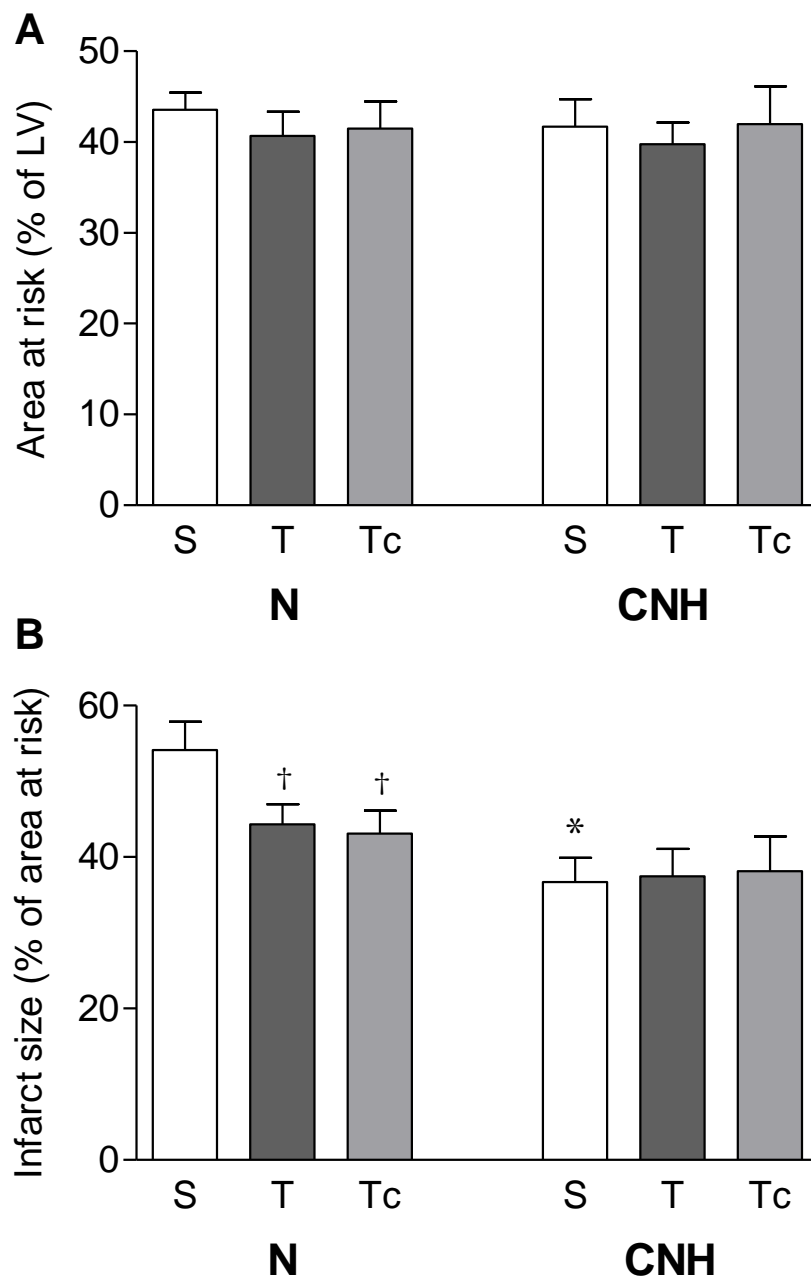 A
Area at risk (% of LV)
50
40
30
20
10
0
S T Tc S T Tc
N CNH
B
Infarct size (% of area at risk)
60
† †
*
40
20
0
S T Tc S T Tc
N CNH